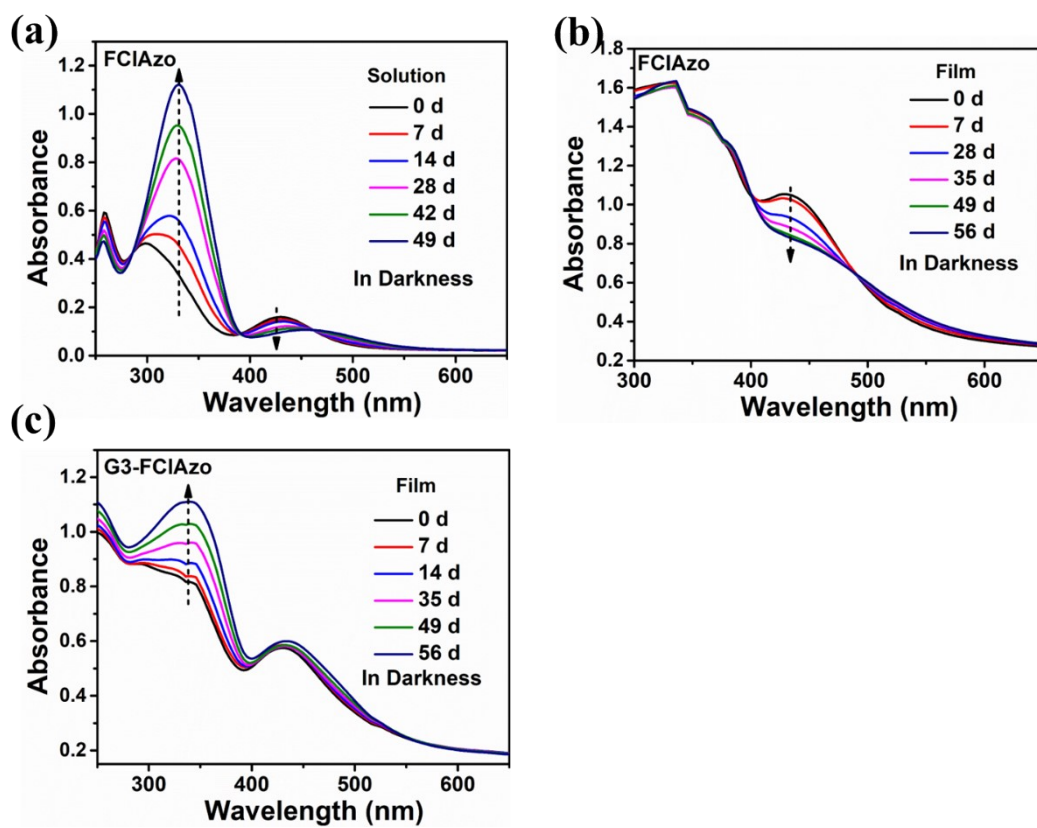 (a)
FClAzo
Solution
0 d
7 d
14 d
28 d
42 d
49 d
In Darkness
Absorbance
1.2
1.0
0.8
0.6
0.4
0.2
0.0
300
400
500
600
Wavelength (nm)
(b)
FClAzo
Film
0 d
7 d
28 d
35 d
49 d
56 d
In Darkness
Absorbance
1.8
1.6
1.4
1.2
1.0
0.8
0.6
0.4
0.2
300
400
500
600
Wavelength (nm)
(c)
G3-FClAzo
Film
0 d
7 d
14 d
35 d
49 d
56 d
In Darkness
Absorbance
1.2
1.0
0.8
0.6
0.4
0.2
300
400
500
600
Wavelength (nm)